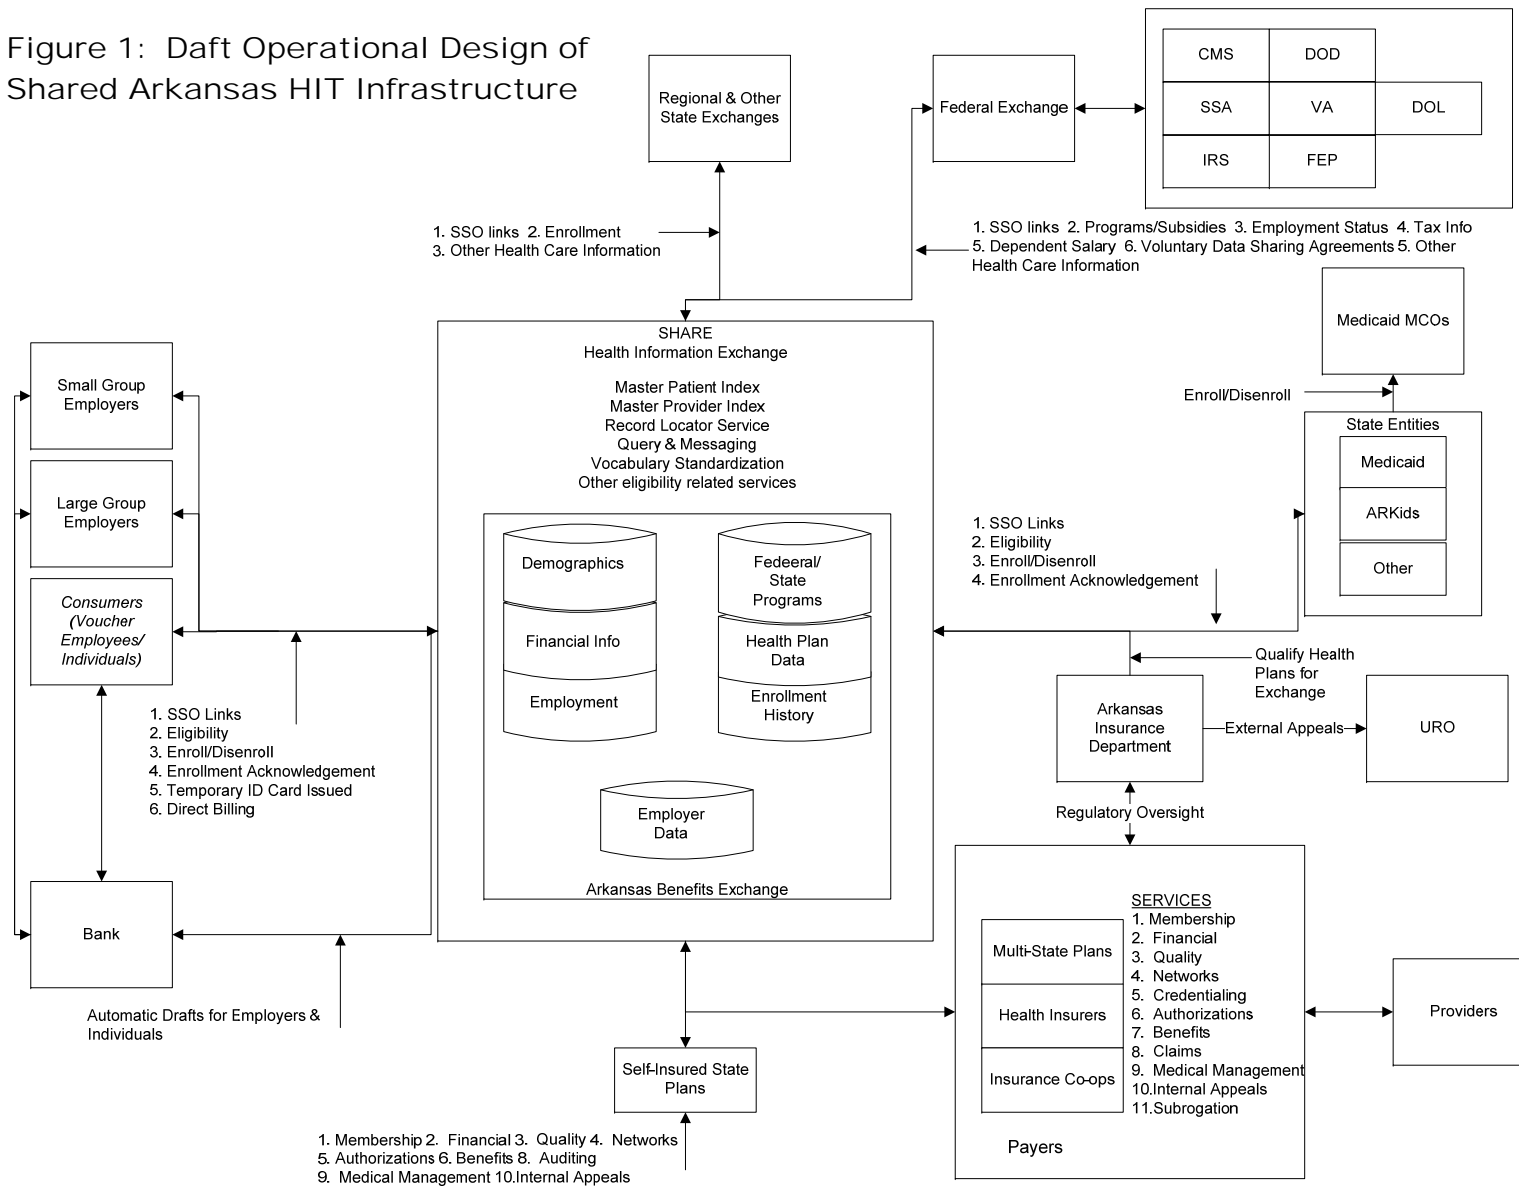 Figure 1: Daft Operational Design of
Shared Arkansas HIT Infrastructure
Regional & Other
State Exchanges
Federal Exchange
CMS
DOD
SSA
VA
DOL
IRS
FEP
1. SSO links 2. Enrollment
3. Other Health Care Information
1. SSO links 2. Programs/Subsidies 3. Employment Status 4. Tax Info
5. Dependent Salary 6. Voluntary Data Sharing Agreements 5. Other
Health Care Information
Medicaid MCOs
Enroll/Disenroll
State Entities
Medicaid
ARKids
Other
Small Group
Employers
Large Group
Employers
Consumers
(Voucher
Employees/
Individuals)
SHARE
Health Information Exchange
Master Patient Index
Master Provider Index
Record Locator Service
Query & Messaging
Vocabulary Standardization
Other eligibility related services
Demographics
Financial Info
Employment
Fedeeral/
State
Programs
Health Plan
Data
Enrollment
History
Employer
Data
Arkansas Benefits Exchange
1. SSO Links
2. Eligibility
3. Enroll/Disenroll
4. Enrollment Acknowledgement
Qualify Health
Plans for
Exchange
Arkansas
Insurance
Department
External Appeals
URO
Regulatory Oversight
1. SSO Links
2. Eligibility
3. Enroll/Disenroll
4. Enrollment Acknowledgement
5. Temporary ID Card Issued
6. Direct Billing
Bank
Automatic Drafts for Employers &
Individuals
Self-Insured State
Plans
1. Membership 2. Financial 3. Quality 4. Networks
5. Authorizations 6. Benefits 8. Auditing
9. Medical Management 10.Internal Appeals
Multi-State Plans
Health Insurers
Insurance Co-ops
SERVICES
1. Membership
2. Financial
3. Quality
4. Networks
5. Credentialing
6. Authorizations
7. Benefits
8. Claims
9. Medical Management
10.Internal Appeals
11.Subrogation
Payers
Providers